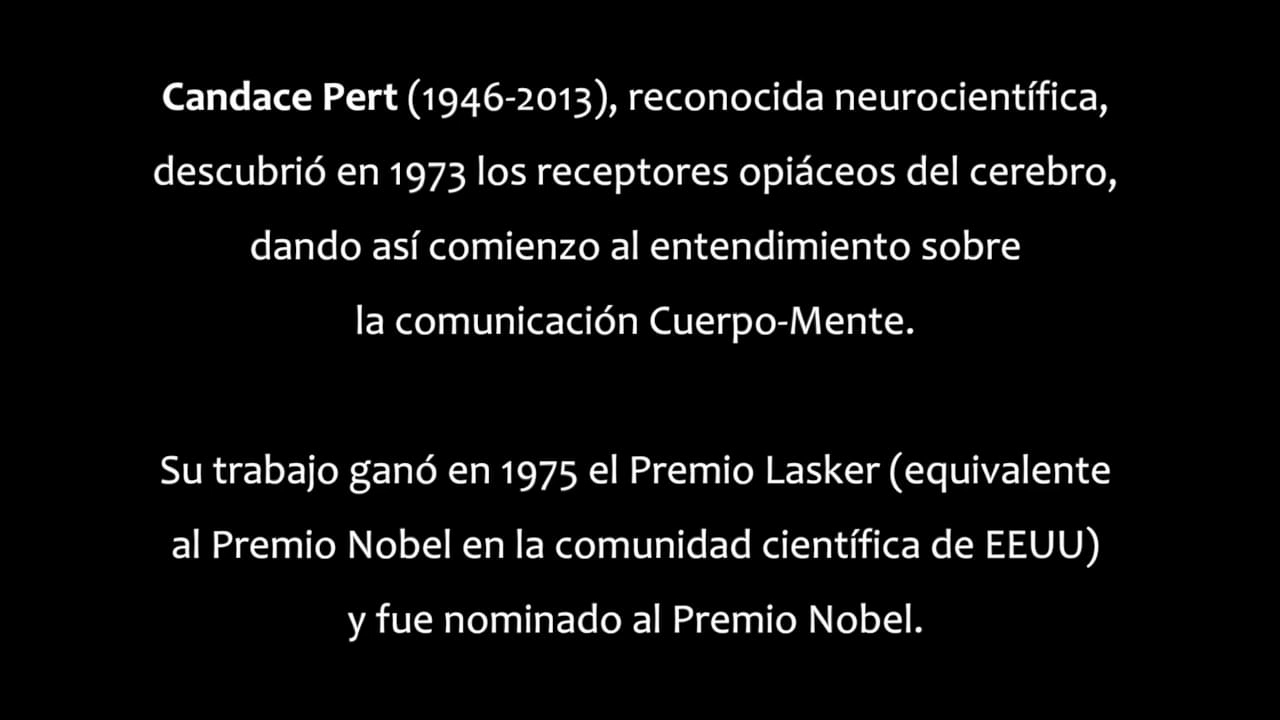 Candace Pert (1946-2013), reconocida neurocientífica,
descubrió en 1973 los receptores opiáceos del cerebro,
dando así comienzo al entendimiento sobre
la comunicación Cuerpo-Mente.
Su trabajo ganó en 1975 el Premio Lasker (equivalente
al Premio Nobel en la comunidad científica de EEUU)
y fue nominado al Premio Nobel.